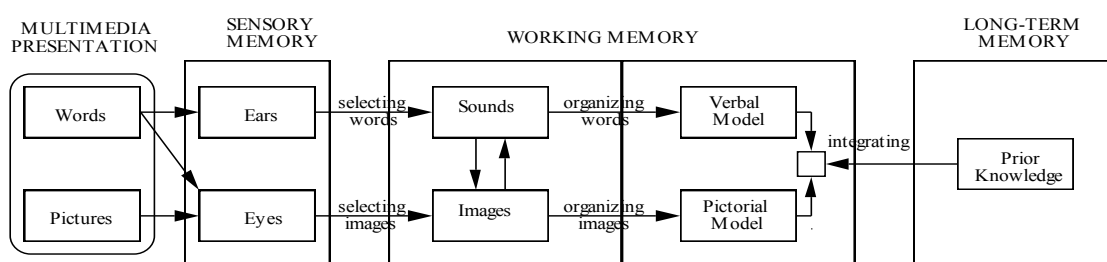 MULTIMEDIA
PRESENTATION
SENSORY
MEMORY
WORKING MEMORY
LONG-TERM
MEMORY
Words
Ears
selecting
words
Sounds
organizing
words
Verbal
Model
integrating
Prior
Knowledge
Pictures
Eyes
selecting
images
Images
organizing
images
Pictorial
Model